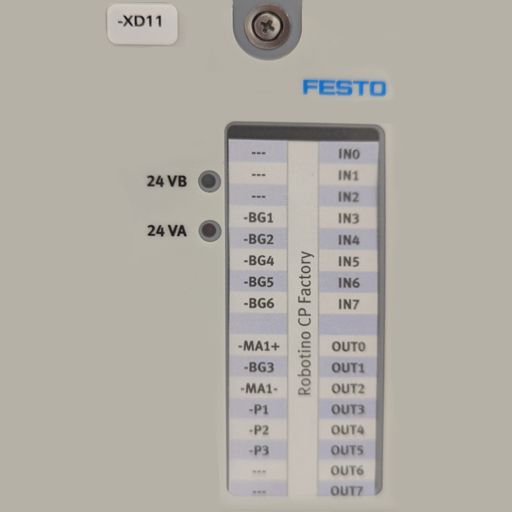 -XD11
FESTO
24 VB
24 VA
--- IN0
--- IN1
--- IN2
-BG1 IN3
-BG2 IN4
-BG4 IN5
-BG5 IN6
-BG6 IN7
-MA1+ OUT0
-BG3 OUT1
-MA1- OUT2
-P1 OUT3
-P2 OUT4
-P3 OUT5
--- OUT6
--- OUT7
Robotino CP Factory